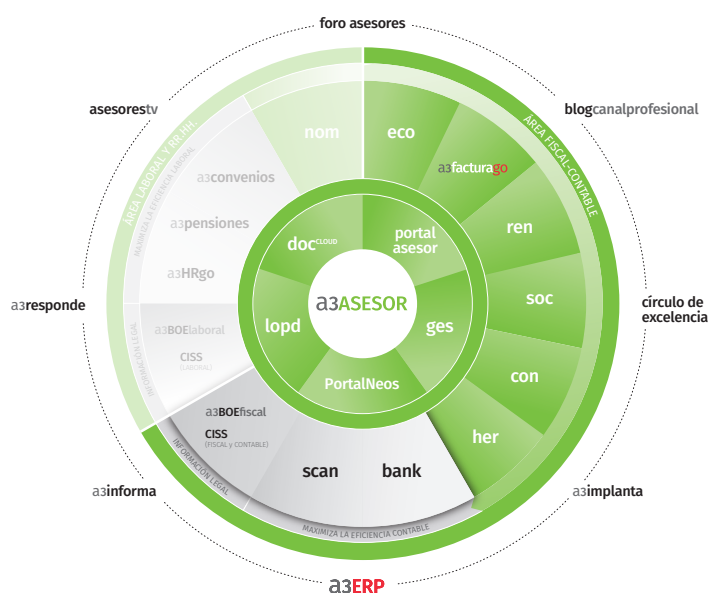 foro asesores
asesorestv
blogcanalprofesional
ÁREA LABORAL Y RR.HH.
MAXIMIZA LA EFICIENCIA LABORAL
ÁREA FISCAL-CONTABLE
nom
eco
a3facturago
a3convenios
a3pensiones
a3HRgo
ren
docCLOUD
portal
asesor
a3responde
a3ASESOR
soc
círculo de
excelencia
a3BOElaboral
CISS
(LABORAL)
INFORMACIÓN LEGAL
lopd
ges
PortalNeos
con
a3BOEfiscal
CISS
(FISCAL y CONTABLE)
her
INFORMACIÓN LEGAL
scan
bank
a3informa
a3implanta
MAXIMIZA LA EFICIENCIA CONTABLE
a3ERP